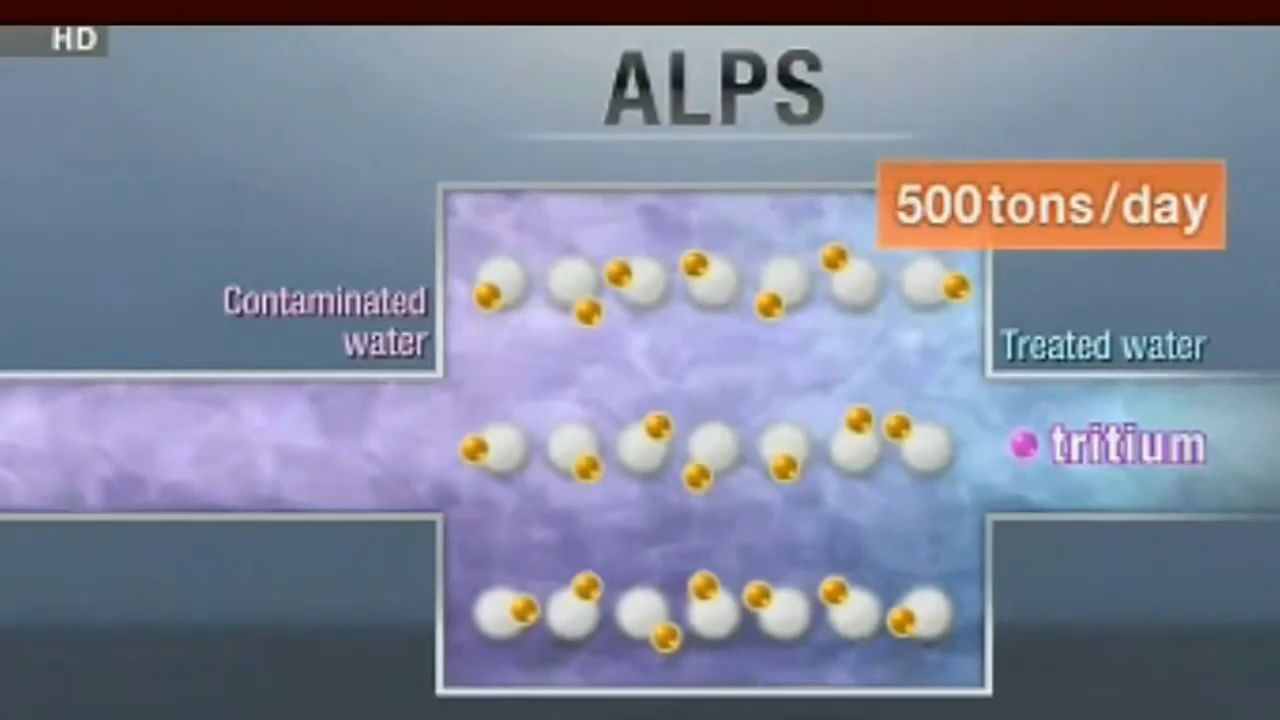 HD
ALPS
500tons/day
Contaminated
water
Treated water
tritium